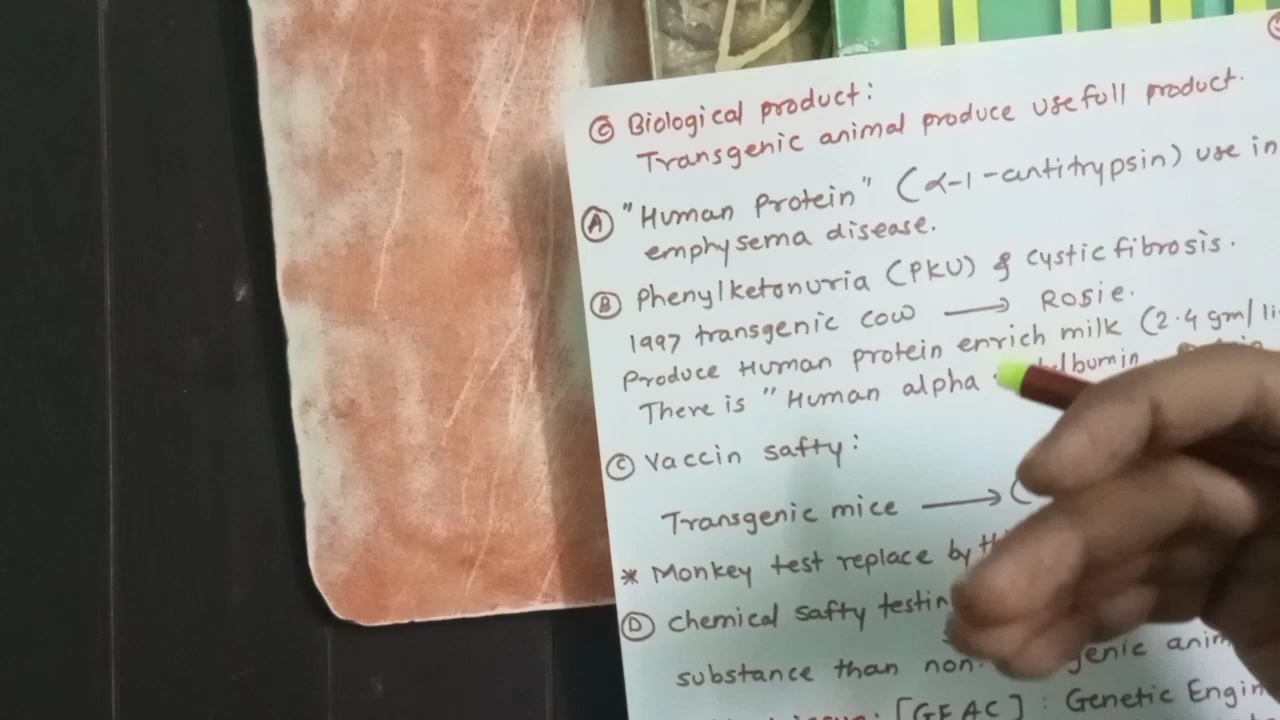 © Biological product:
Transgenic animal produce usefull product.
Ⓐ "Human Protein" (α-1-antitrypsin) use in
emphysema disease.
Ⓑ Phenylketonuria (PKU) & cystic fibrosis.
1997 transgenic cow → Rosie.
Produce Human protein enrich milk (2.4 gm/li
There is "Human alpha
Ⓒ Vaccin safty:
Transgenic mice → (
* Monkey test replace by
Ⓓ chemical safty testin
substance than non
[GEAC] : Genetic Engin